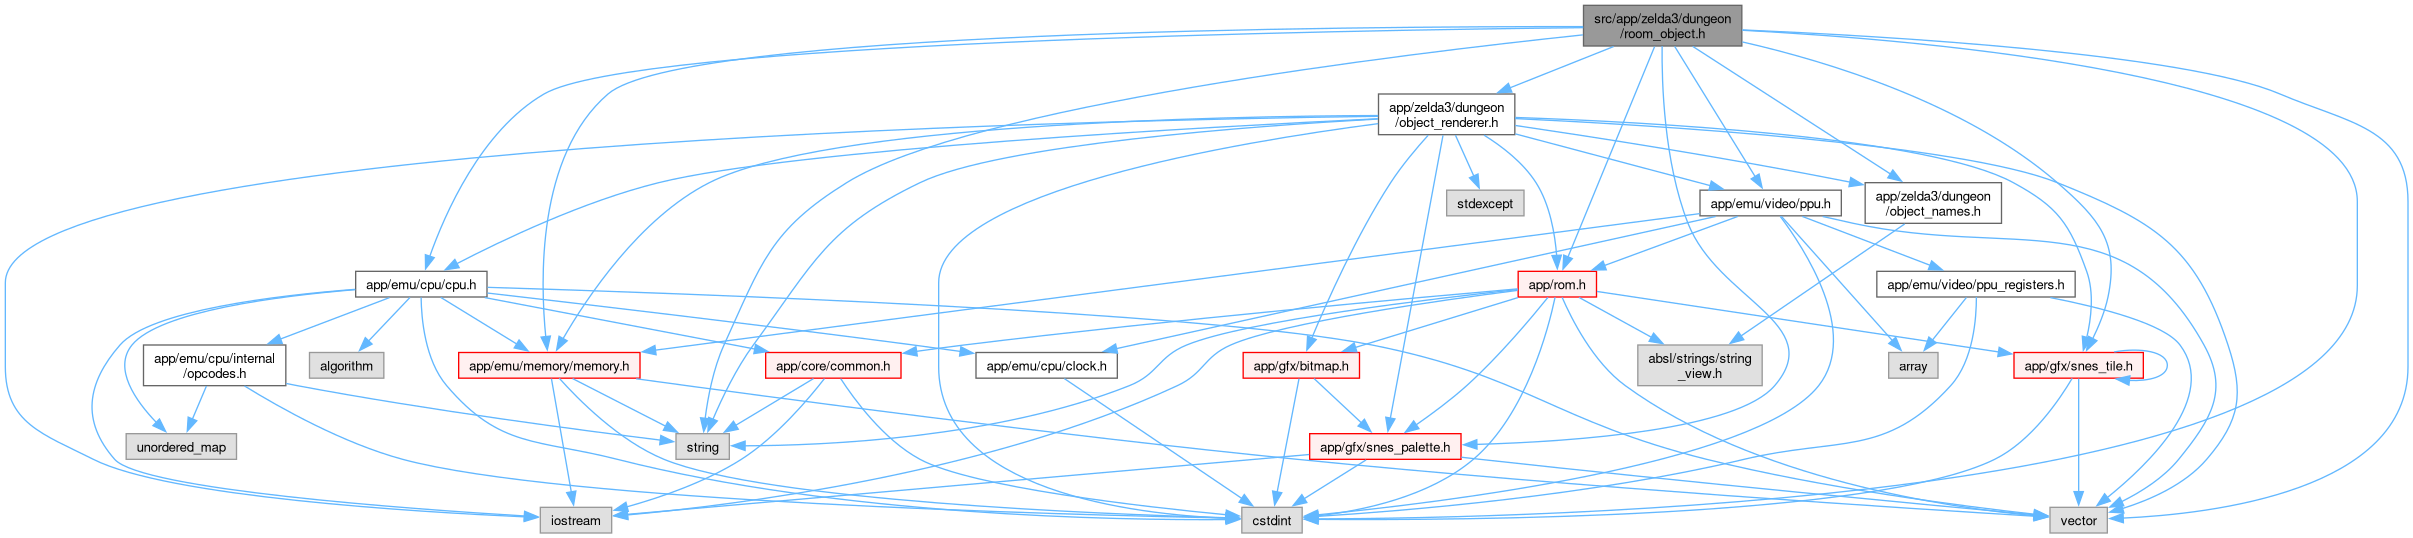 src/app/zelda3/dungeon
/room_object.h
app/zelda3/dungeon
/object_renderer.h
stdexcept
app/emu/video/ppu.h
app/zelda3/dungeon
/object_names.h
app/emu/cpu/cpu.h
app/rom.h
app/emu/video/ppu_registers.h
app/emu/cpu/internal
/opcodes.h
algorithm
app/emu/memory/memory.h
app/core/common.h
app/emu/cpu/clock.h
app/gfx/bitmap.h
absl/strings/string
_view.h
array
app/gfx/snes_tile.h
unordered_map
string
app/gfx/snes_palette.h
iostream
cstdint
vector